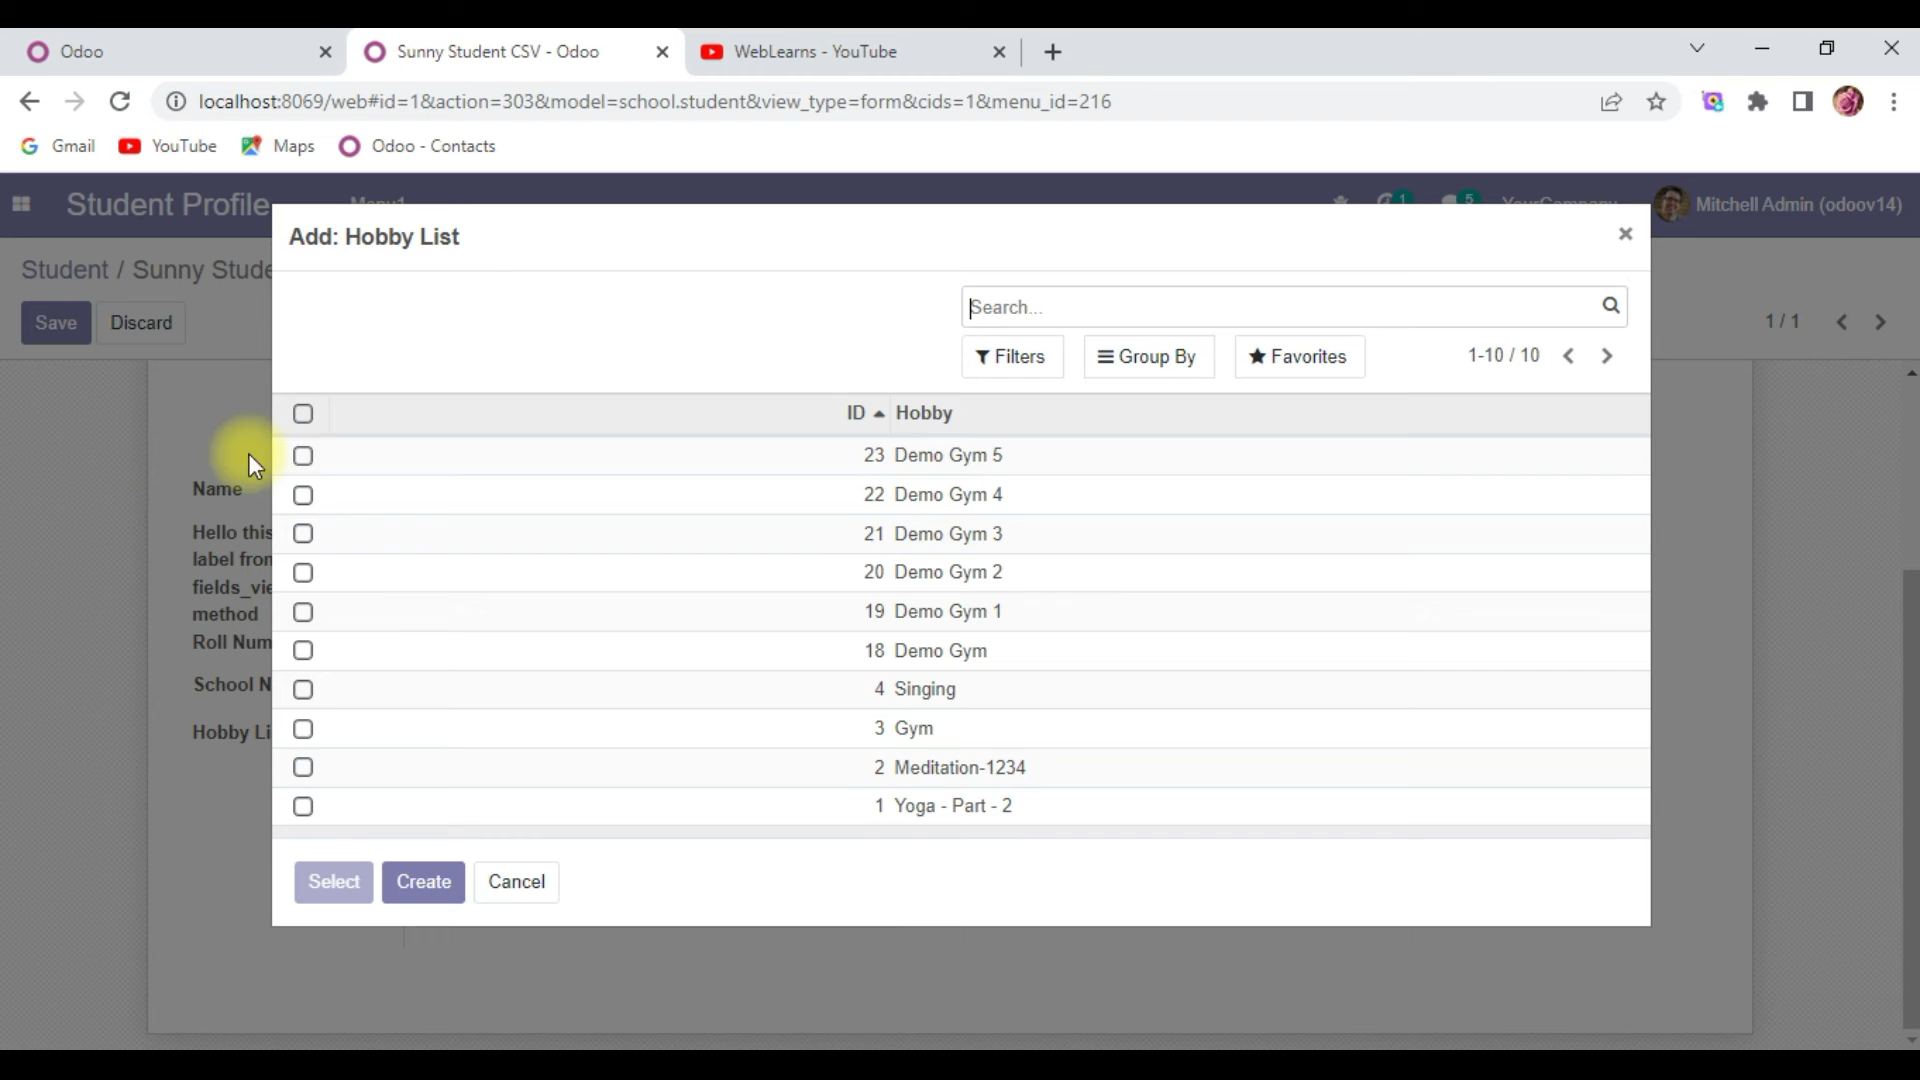 Odoo
Sunny Student CSV - Odoo
WebLearns - YouTube
localhost:8069/web#id=1&action=303&model=school.student&view_type=form&cids=1&menu_id=216
Gmail
YouTube
Maps
Odoo - Contacts
Student Profile
Menu1
1
5
YourCompany
Mitchell Admin (odoov14)
Add: Hobby List
Student / Sunny Stude
Save
Discard
Search...
1 / 1
Filters
Group By
Favorites
1-10 / 10
ID Hobby
23 Demo Gym 5
22 Demo Gym 4
21 Demo Gym 3
20 Demo Gym 2
19 Demo Gym 1
18 Demo Gym
4 Singing
3 Gym
2 Meditation-1234
1 Yoga - Part - 2
Name
Hello this
label from
fields_vie
method
Roll Num
School N
Hobby Li
Select
Create
Cancel